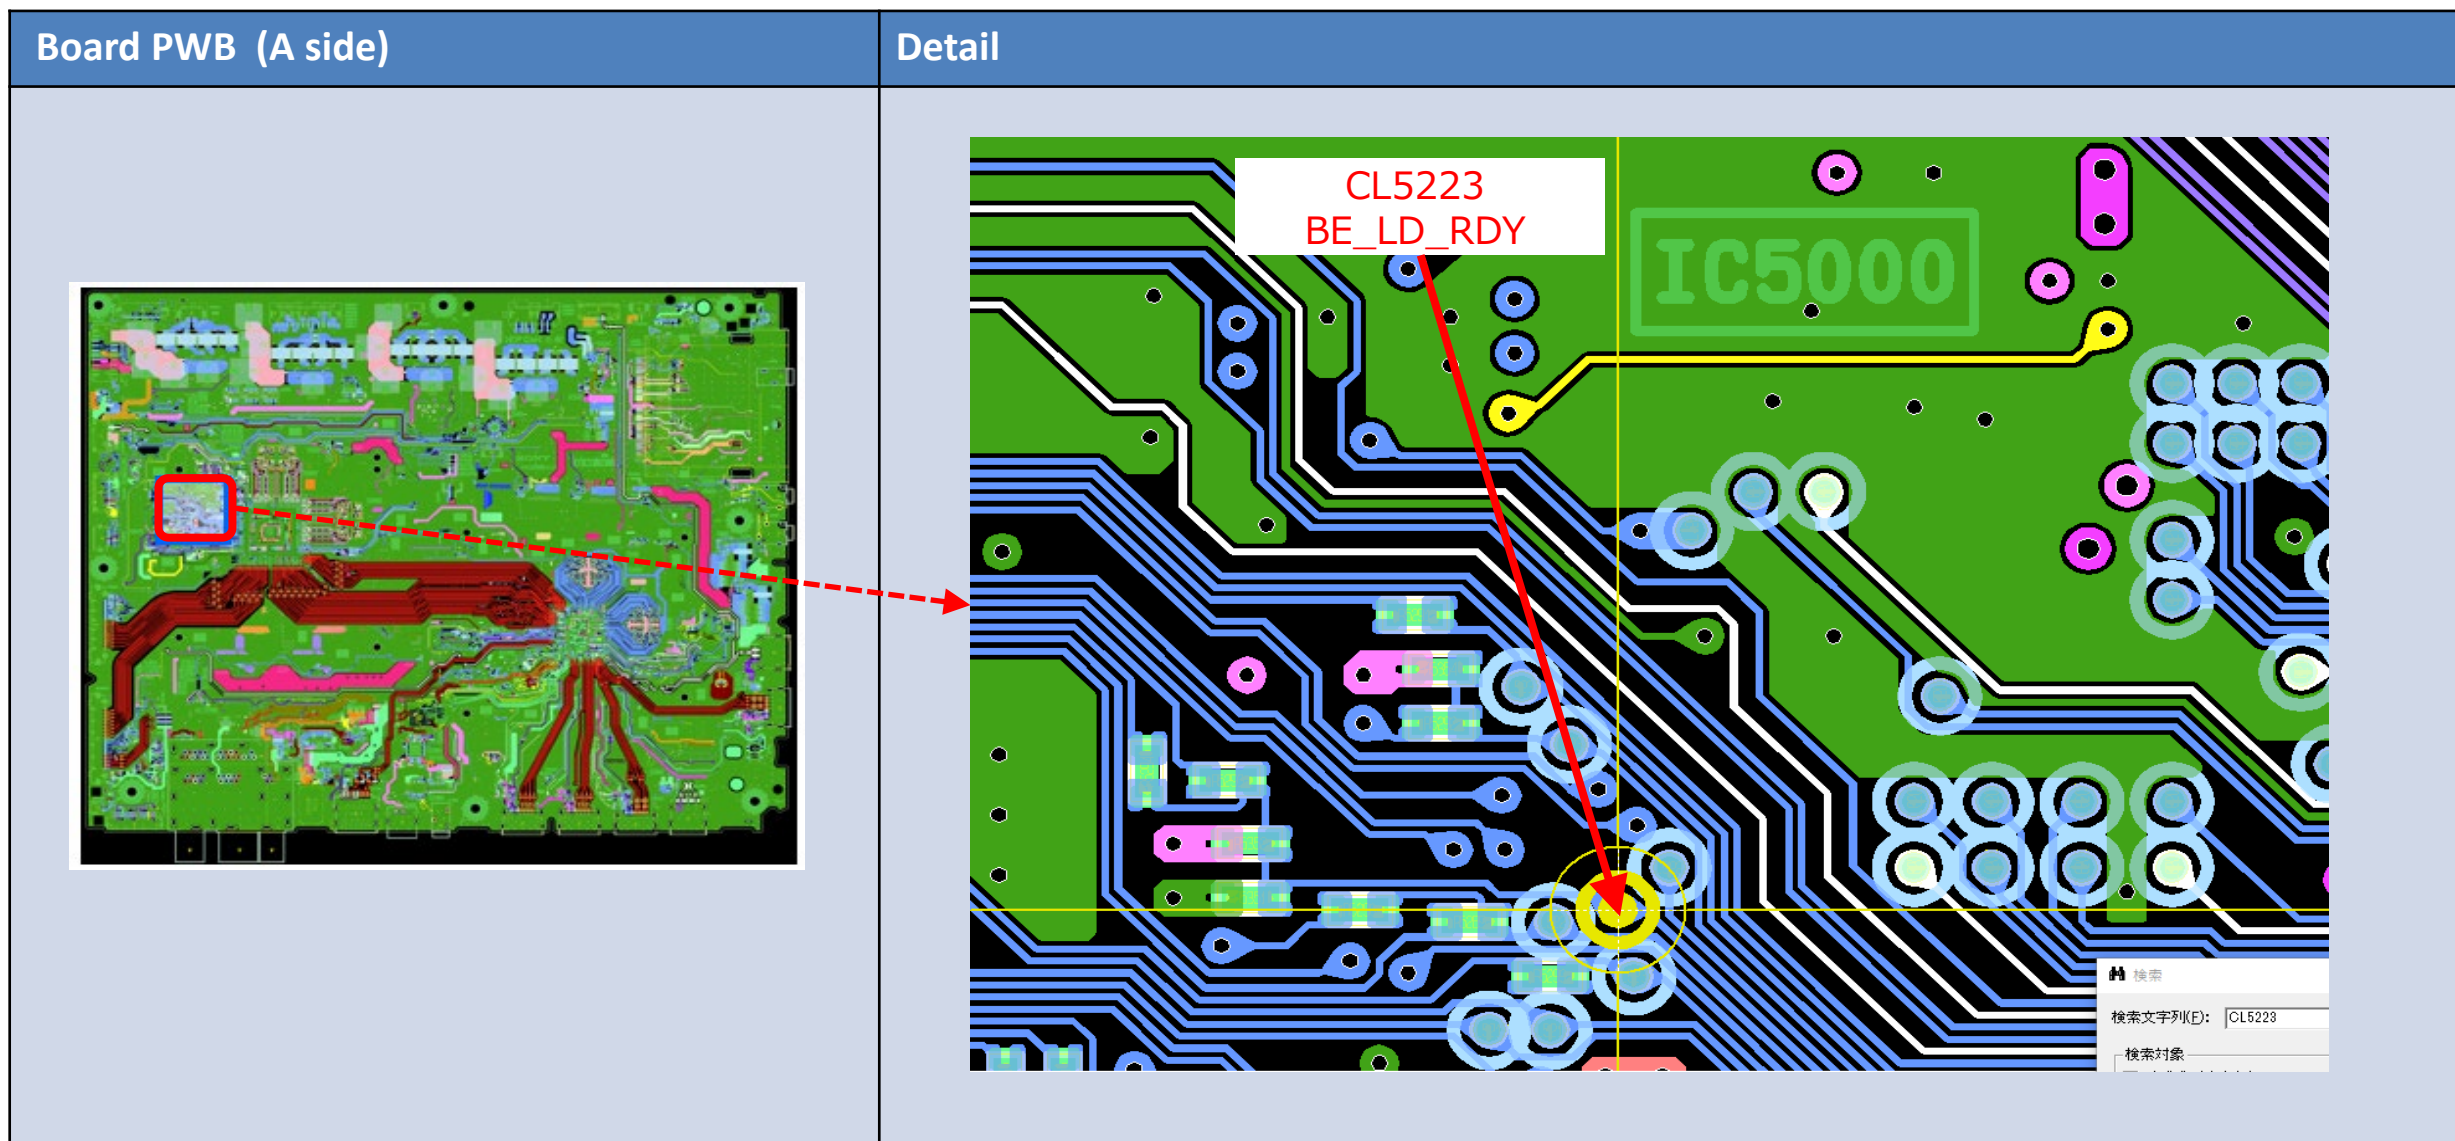 Board PWB (A side)
Detail
CL5223
BE_LD_RDY
IC5000
検索
検索文字列(F): CL5223
検索対象